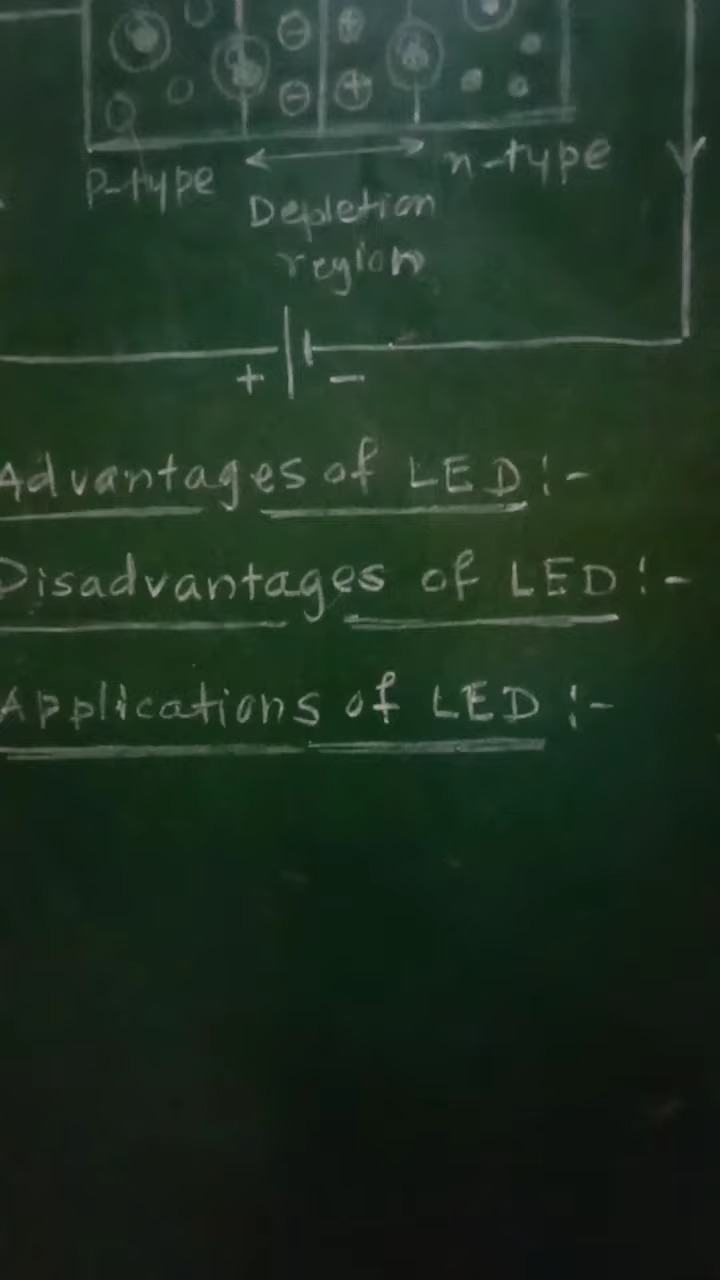 P-type
n-type
Depletion
region
+ -
Advantages of LED :-
Disadvantages of LED :-
Applications of LED :-